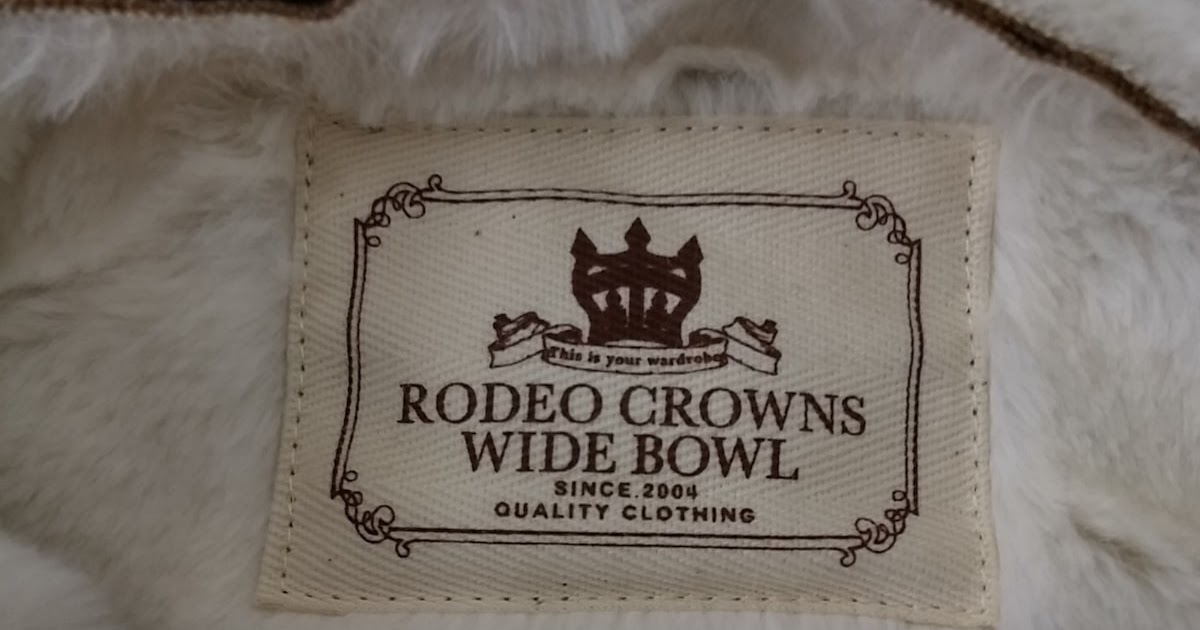 This is your wardrobe
RODEO CROWNS
WIDE BOWL
SINCE.2004
QUALITY CLOTHING